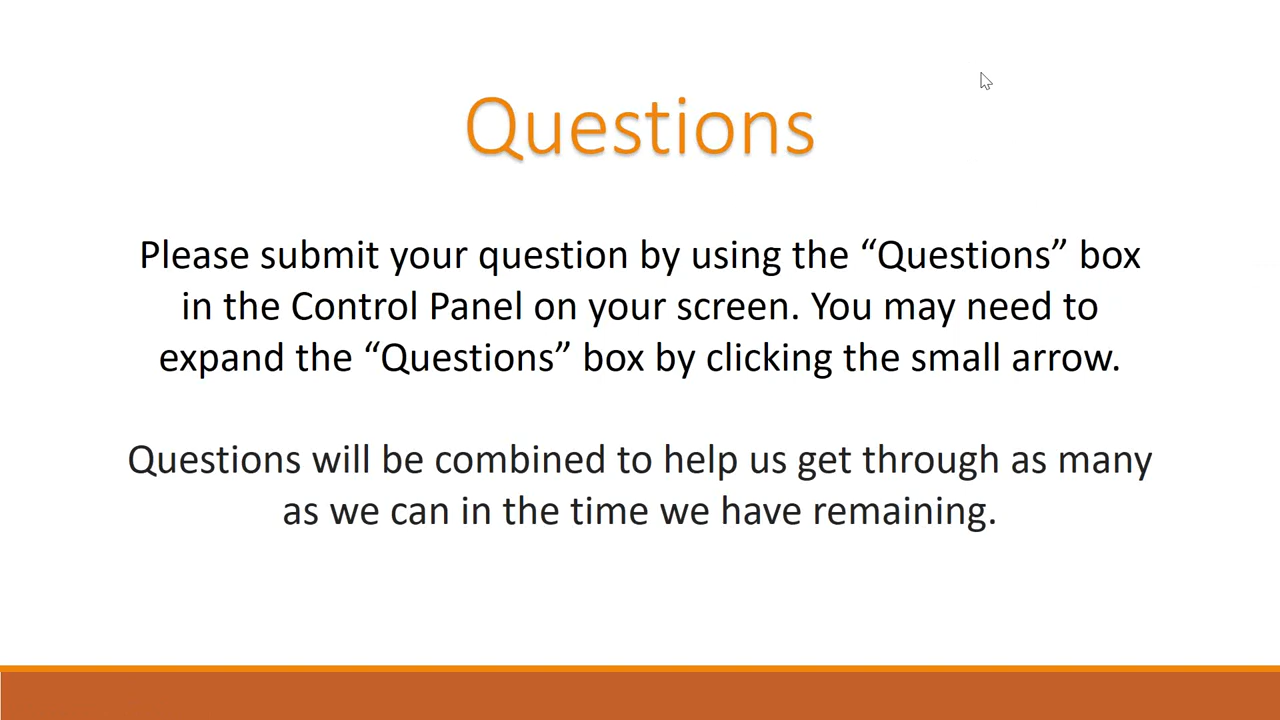 Questions
Please submit your question by using the “Questions” box
in the Control Panel on your screen. You may need to
expand the “Questions” box by clicking the small arrow.
Questions will be combined to help us get through as many
as we can in the time we have remaining.